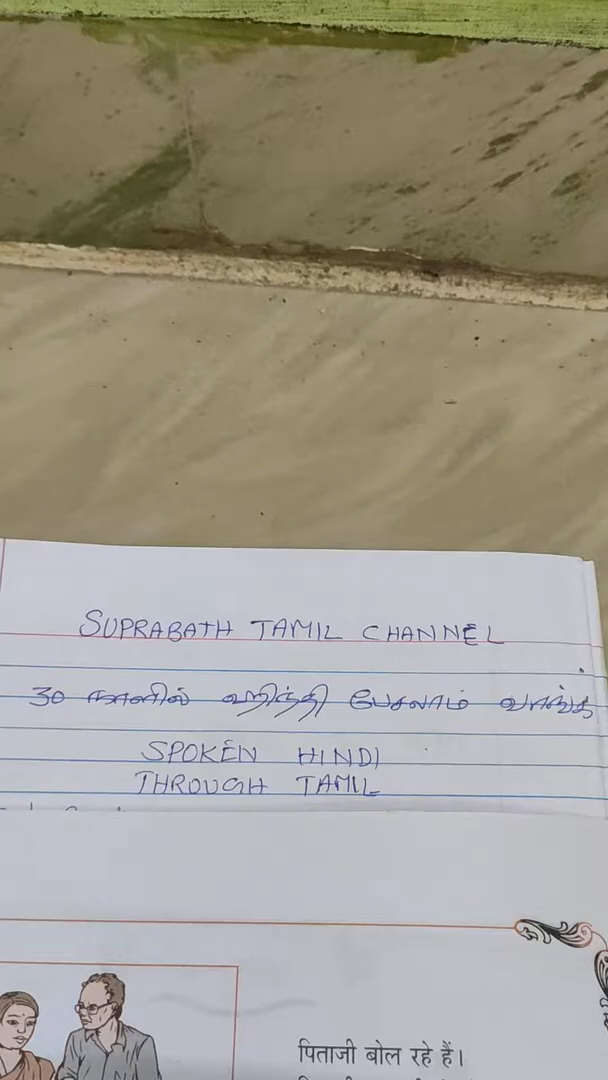 SUPRABATH TAMIL CHANNEL
30 நாளில் ஹிந்தி பேசலாம் வாங்க
SPOKEN HINDI
THROUGH TAMIL
पिताजी बोल रहे हैं।